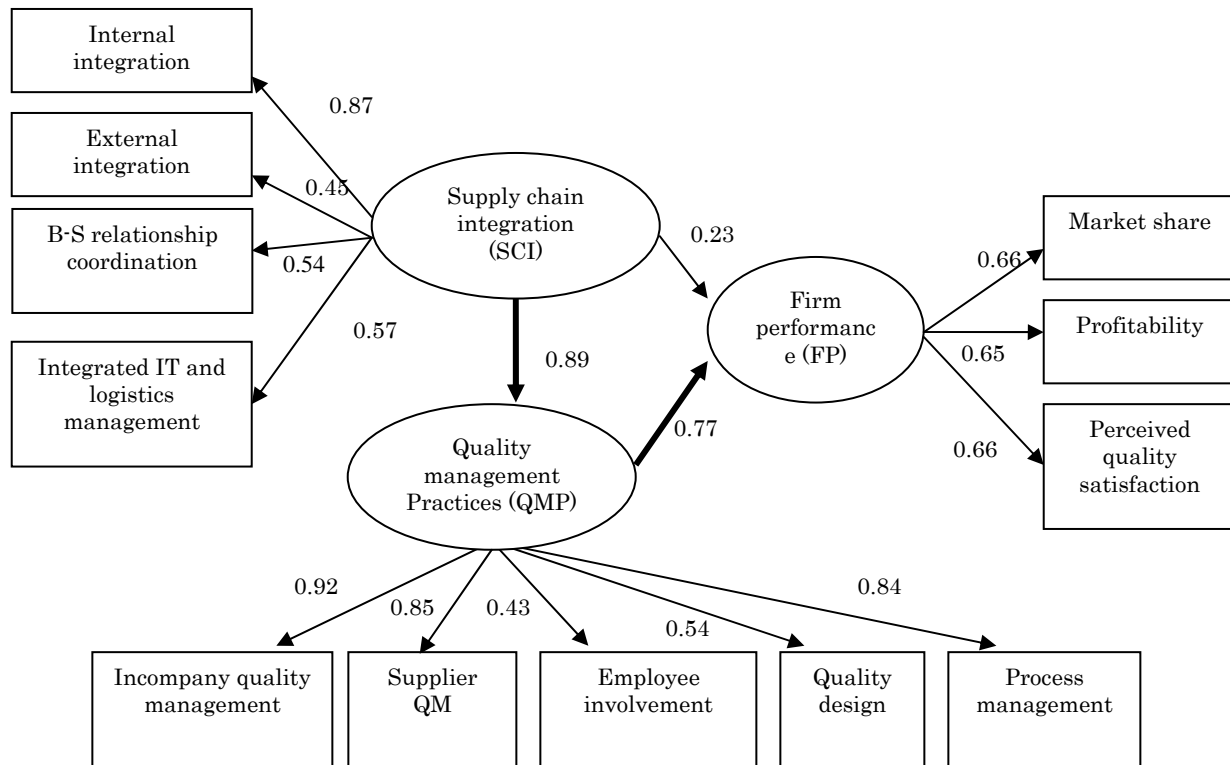 Internal
integration
0.87
External
integration
0.45
B-S relationship
coordination
0.54
0.57
Integrated IT and
logistics
management
Supply chain
integration
(SCI)
0.23
0.89
Firm
performanc
e (FP)
Market share
0.66
Profitability
0.65
Perceived
quality
satisfaction
0.66
0.77
Quality
management
Practices (QMP)
0.92
0.85
0.43
0.54
0.84
Incompany quality
management
Supplier
QM
Employee
involvement
Quality
design
Process
management